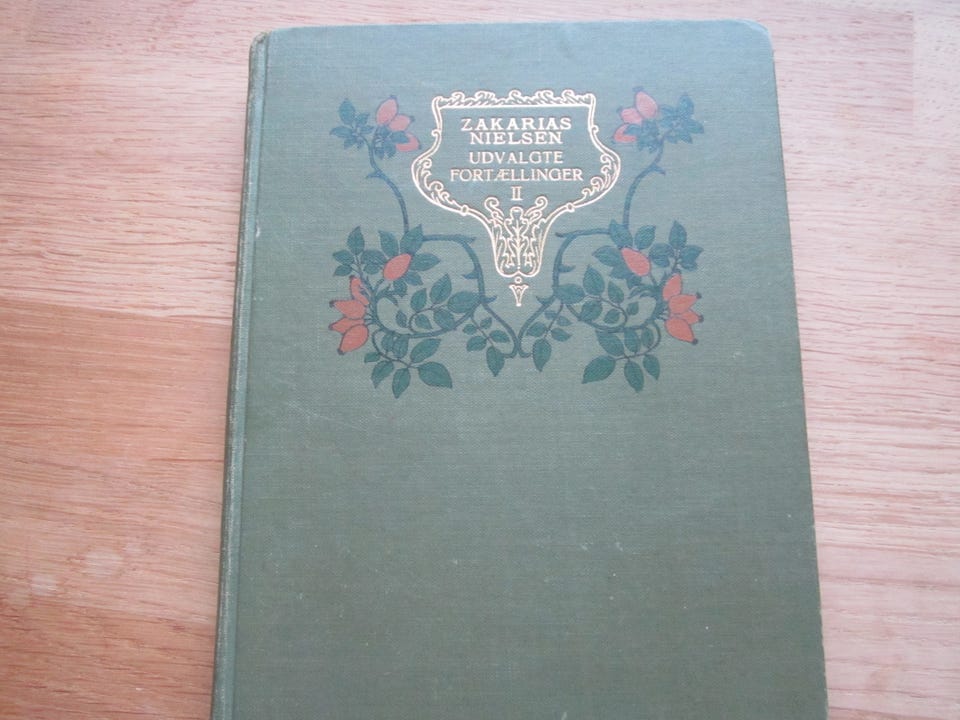 ZAKARIAS
NIELSEN
UDVALGTE
FORTÆLLINGER
II